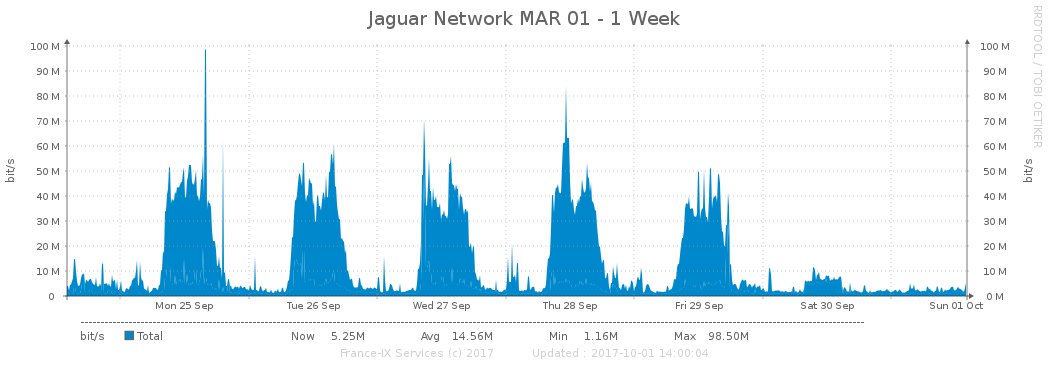 Jaguar Network MAR 01 - 1 Week
RRDTOOL / TOBI OETIKER
bit/s
100 M
90 M
80 M
70 M
60 M
50 M
40 M
30 M
20 M
10 M
0
100 M
90 M
80 M
70 M
60 M
50 M
40 M
30 M
20 M
10 M
0 M
bit/s
Mon 25 Sep Tue 26 Sep Wed 27 Sep Thu 28 Sep Fri 29 Sep Sat 30 Sep Sun 01 Oct
bit/s Total Now 5.25M Avg 14.56M Min 1.16M Max 98.50M
France-IX Services (c) 2017 Updated : 2017-10-01 14:00:04